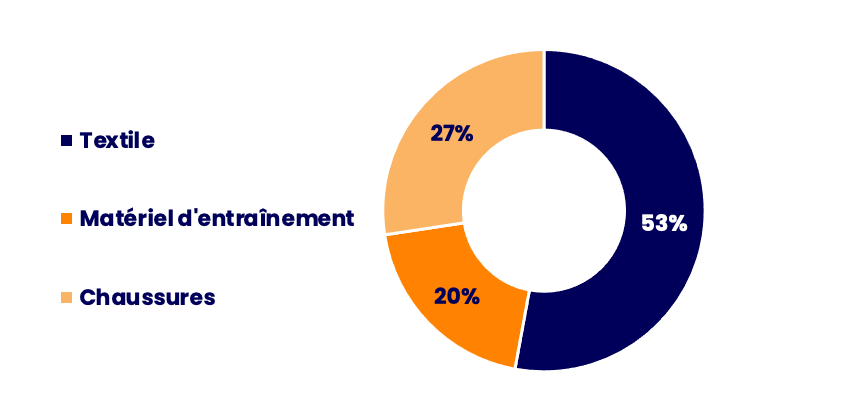 Textile
Matériel d'entraînement
Chaussures
27%
53%
20%